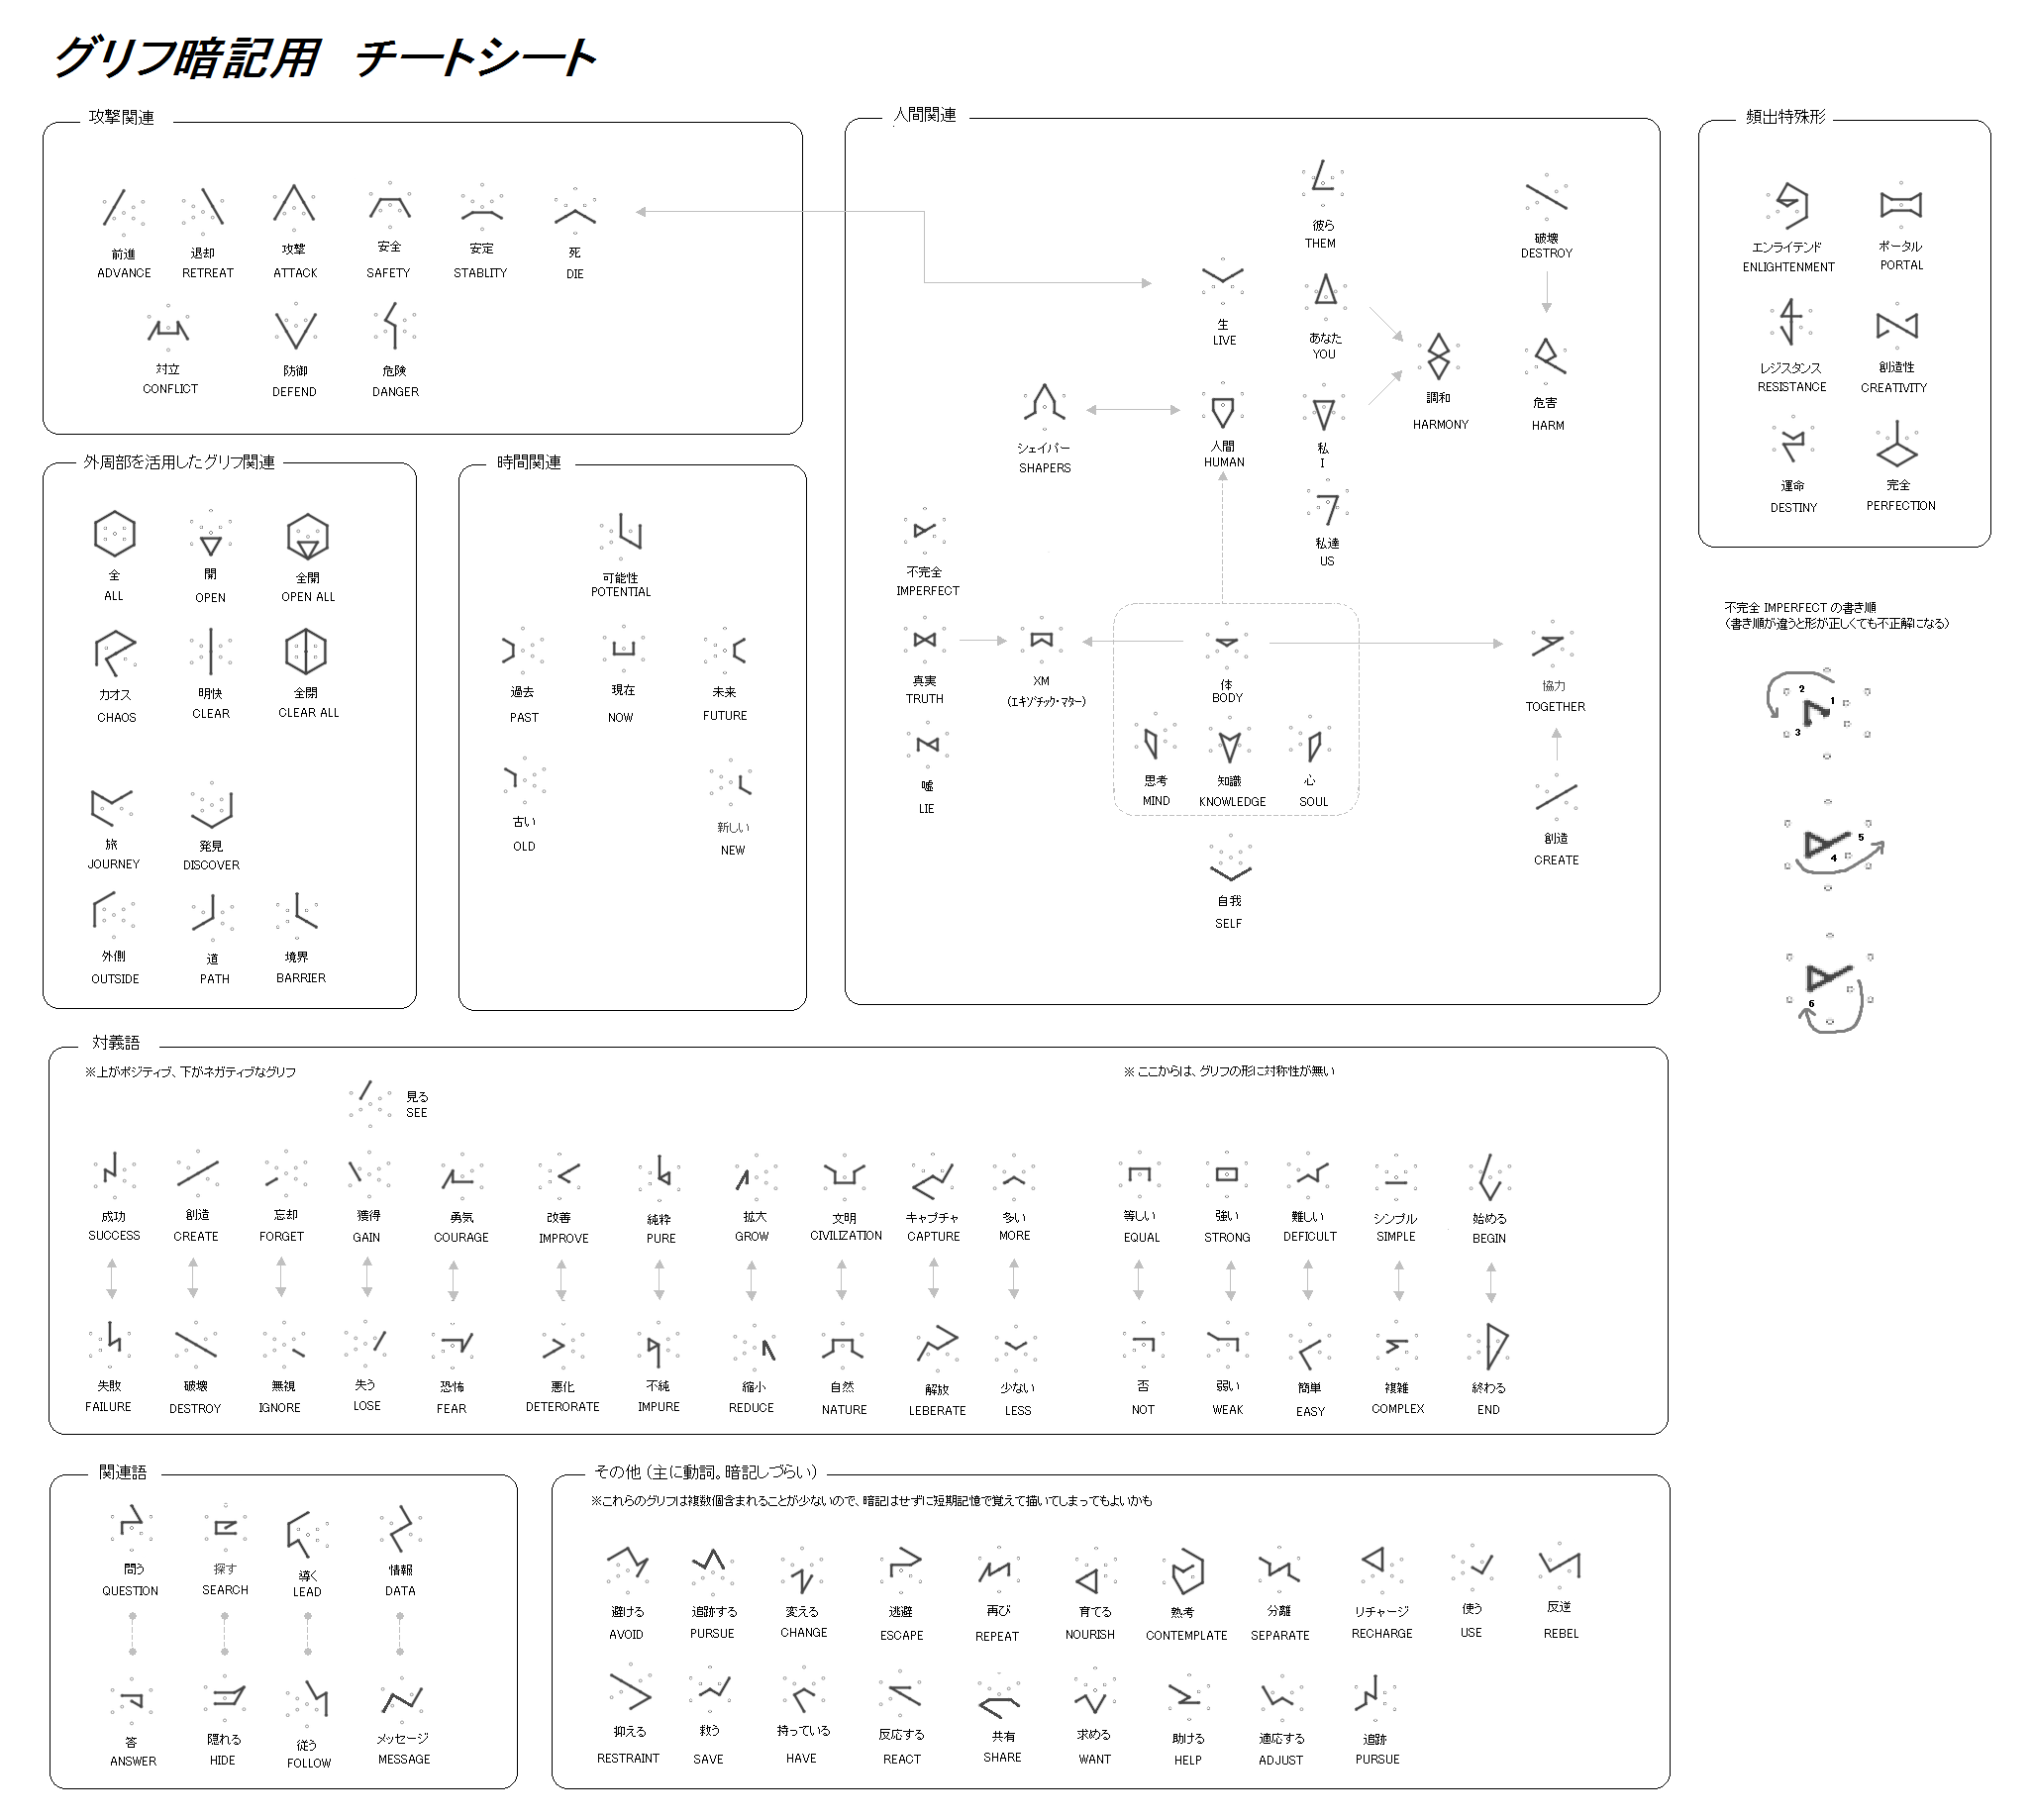 グリフ暗記用 チートシート
攻撃関連
前進
ADVANCE
退却
RETREAT
攻撃
ATTACK
安全
SAFETY
安定
STABLITY
死
DIE
対立
CONFLICT
防御
DEFEND
危険
DANGER
人間関連
彼ら
THEM
破壊
DESTROY
生
LIVE
あなた
YOU
調和
HARMONY
危害
HARM
シェイパー
SHAPERS
人間
HUMAN
私
I
私達
US
不完全
IMPERFECT
真実
TRUTH
XM
(エキゾチック・マター)
体
BODY
協力
TOGETHER
嘘
LIE
思考
MIND
知識
KNOWLEDGE
心
SOUL
創造
CREATE
自我
SELF
頻出特殊形
エンライテンド
ENLIGHTENMENT
ポータル
PORTAL
レジスタンス
RESISTANCE
創造性
CREATIVITY
運命
DESTINY
完全
PERFECTION
不完全 IMPERFECT の書き順
(書き順が違うと形が正しくても不正解になる)
1
2
3
4
5
6
外周部を活用したグリフ関連
全
ALL
開
OPEN
全開
OPEN ALL
カオス
CHAOS
明快
CLEAR
全閉
CLEAR ALL
旅
JOURNEY
発見
DISCOVER
外側
OUTSIDE
道
PATH
境界
BARRIER
時間関連
可能性
POTENTIAL
過去
PAST
現在
NOW
未来
FUTURE
古い
OLD
新しい
NEW
対義語
※上がポジティブ、下がネガティブなグリフ
※ここからは、グリフの形に対称性が無い
見る
SEE
成功
SUCCESS
創造
CREATE
忘却
FORGET
獲得
GAIN
勇気
COURAGE
改善
IMPROVE
純粋
PURE
拡大
GROW
文明
CIVILIZATION
キャプチャ
CAPTURE
多い
MORE
等しい
EQUAL
強い
STRONG
難しい
DEFICULT
シンプル
SIMPLE
始める
BEGIN
失敗
FAILURE
破壊
DESTROY
無視
IGNORE
失う
LOSE
恐怖
FEAR
悪化
DETERORATE
不純
IMPURE
縮小
REDUCE
自然
NATURE
解放
LEBERATE
少ない
LESS
否
NOT
弱い
WEAK
簡単
EASY
複雑
COMPLEX
終わる
END
関連語
問う
QUESTION
探す
SEARCH
導く
LEAD
情報
DATA
答
ANSWER
隠れる
HIDE
従う
FOLLOW
メッセージ
MESSAGE
その他(主に動詞。暗記しづらい)
※これらのグリフは複数個含まれることが少ないので、暗記はせずに短期記憶で覚えて描いてしまってもよいかも
避ける
AVOID
追跡する
PURSUE
変える
CHANGE
逃避
ESCAPE
再び
REPEAT
育てる
NOURISH
熟考
CONTEMPLATE
分離
SEPARATE
リチャージ
RECHARGE
使う
USE
反逆
REBEL
抑える
RESTRAINT
救う
SAVE
持っている
HAVE
反応する
REACT
共有
SHARE
求める
WANT
助ける
HELP
適応する
ADJUST
追跡
PURSUE